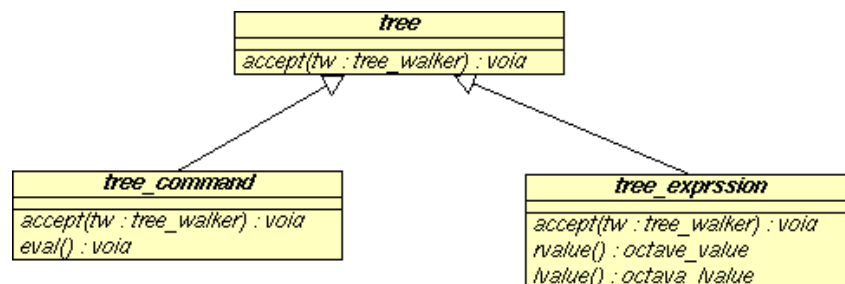 tree
accept(tw : tree_walker) : void
tree_command
accept(tw : tree_walker) : void
eval() : void
tree_exprssion
accept(tw : tree_walker) : void
rvalue() : octave_value
lvalue() : octava_lvalue